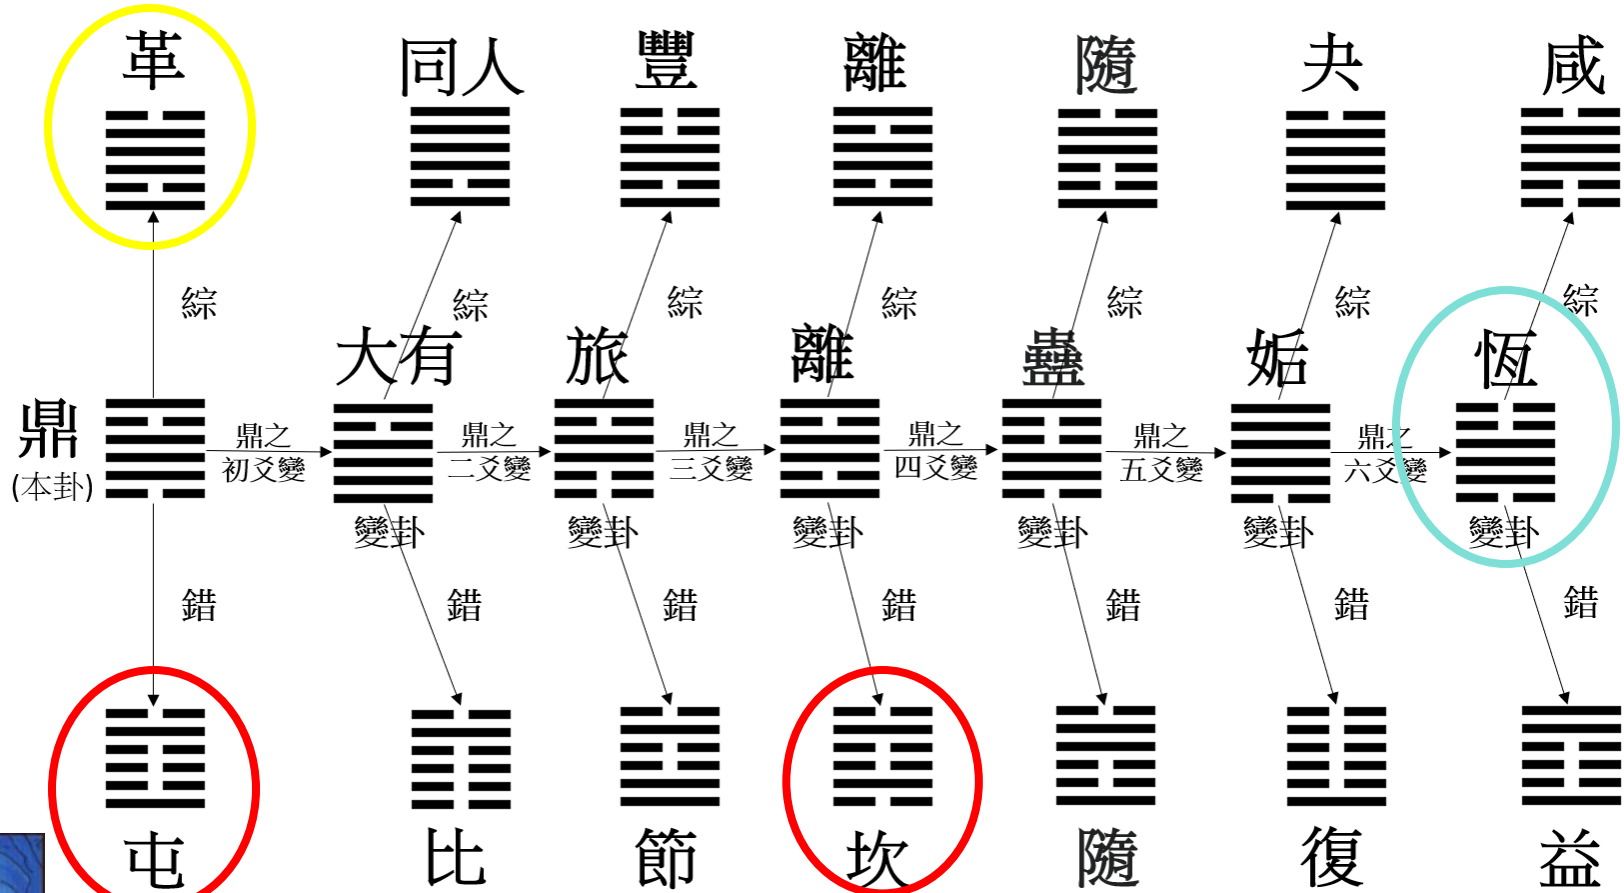 革 同人 豐 離 隨 夬 咸
綜 綜 綜 綜 綜 綜 綜
大有 旅 離 蠱 姤 恆
鼎
(本卦)
鼎之
初爻變
鼎之
二爻變
鼎之
三爻變
鼎之
四爻變
鼎之
五爻變
鼎之
六爻變
變卦 變卦 變卦 變卦 變卦 變卦
錯 錯 錯 錯 錯 錯 錯
屯 比 節 坎 隨 復 益